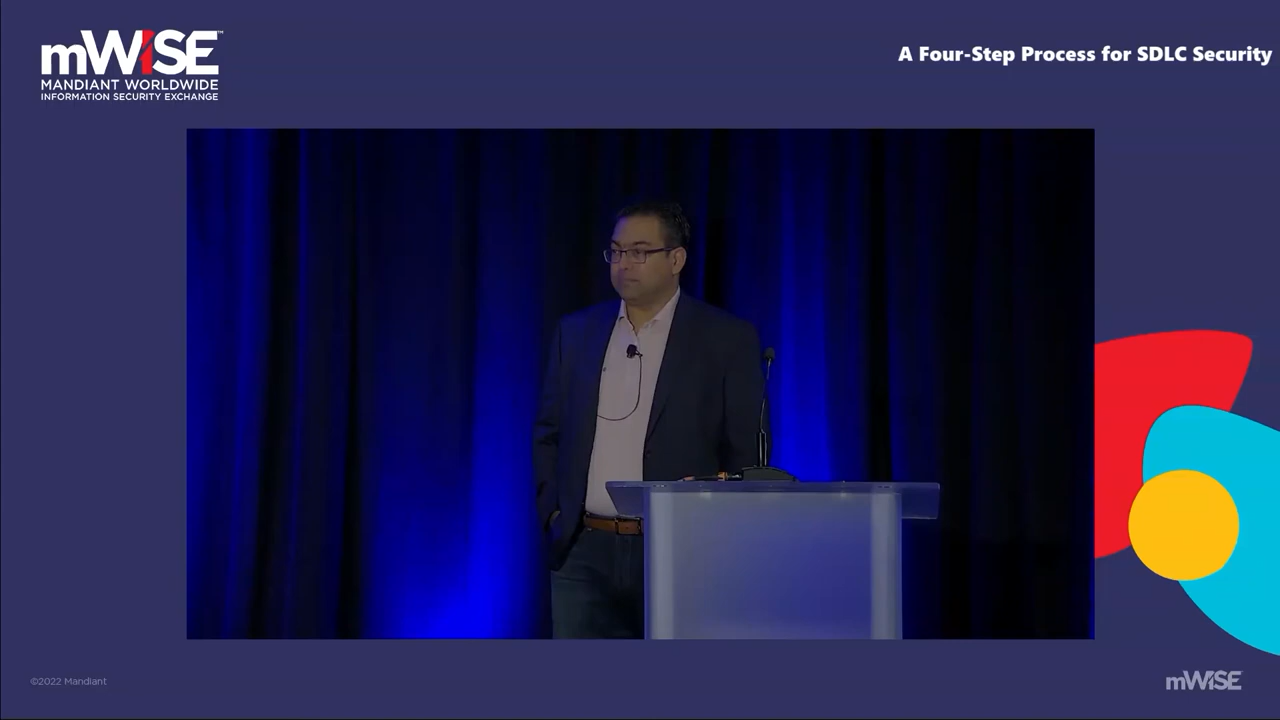 mWISE™
MANDIANT WORLDWIDE
INFORMATION SECURITY EXCHANGE
A Four-Step Process for SDLC Security
©2022 Mandiant
mWISE